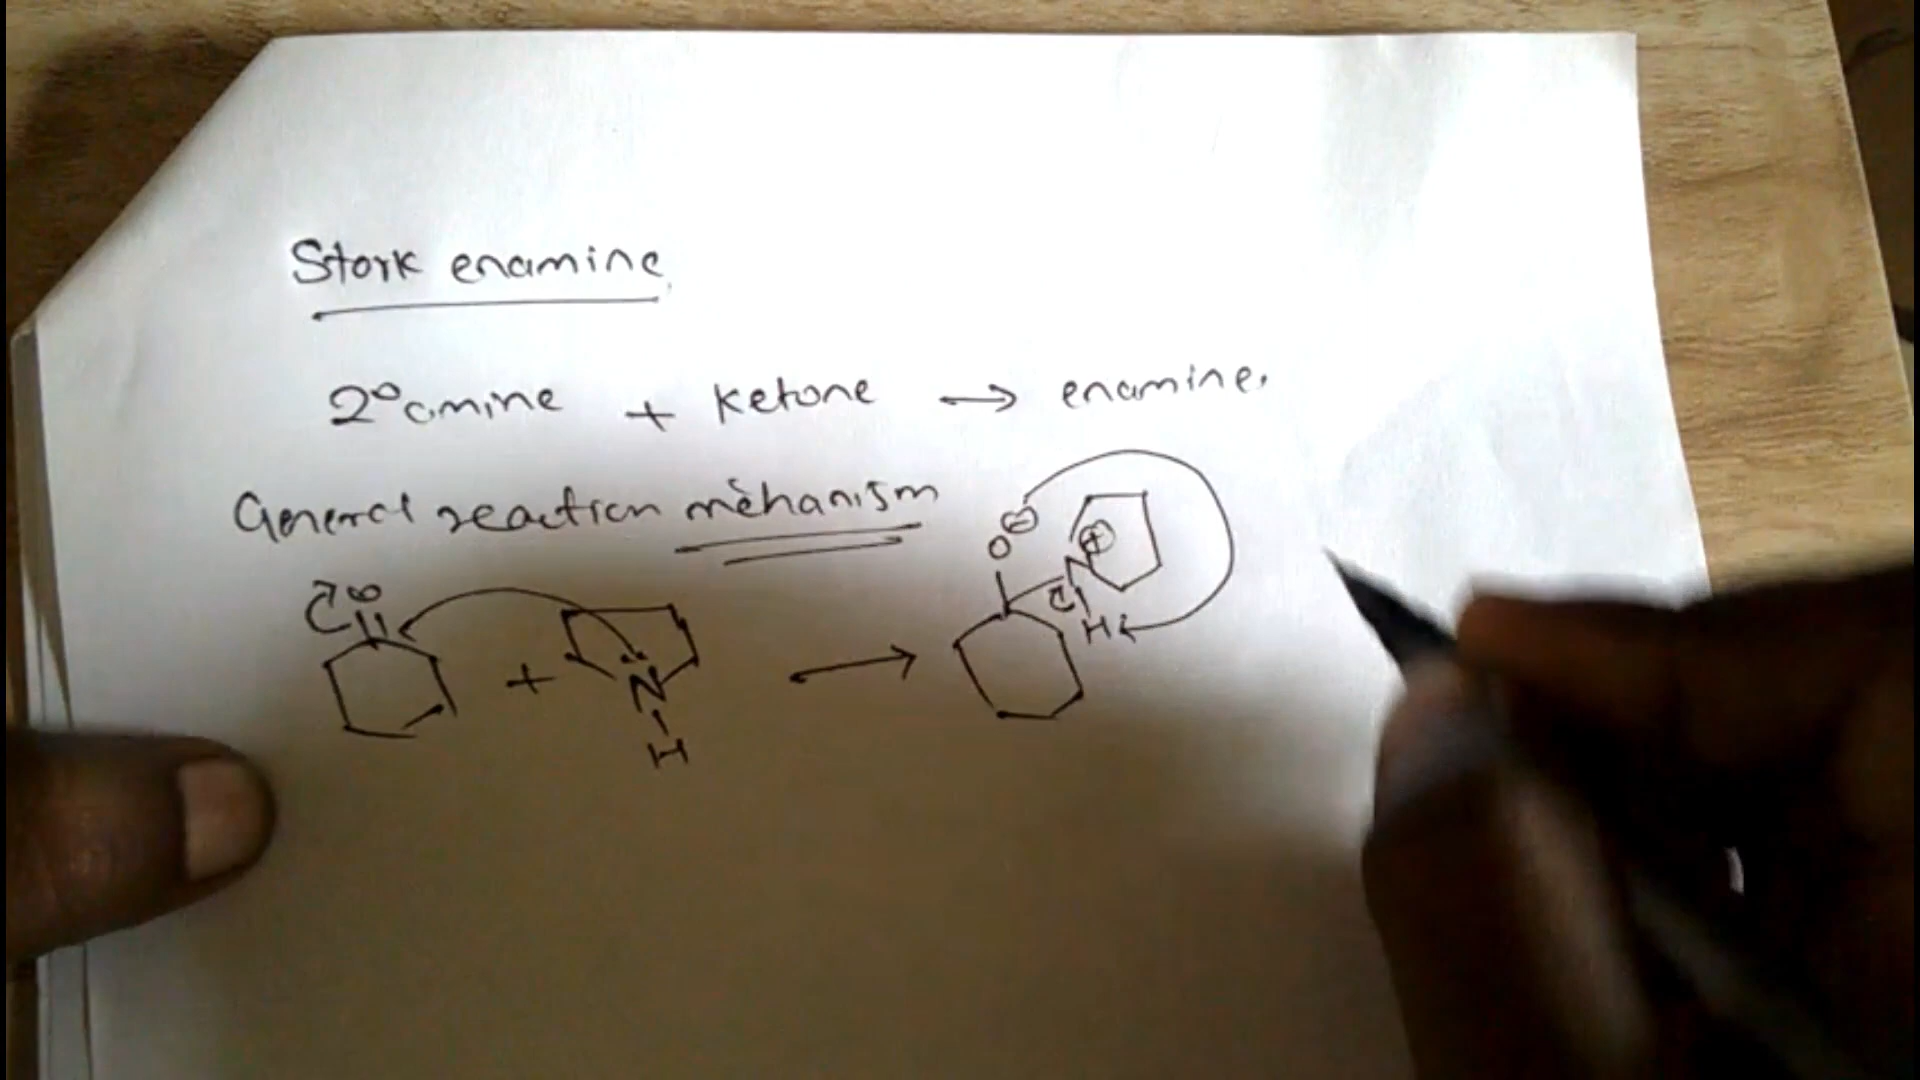 Stork enamine
2° amine + Ketone → enamine.
General reaction mechanism
O + N H → O ⊖ N ⊕ H